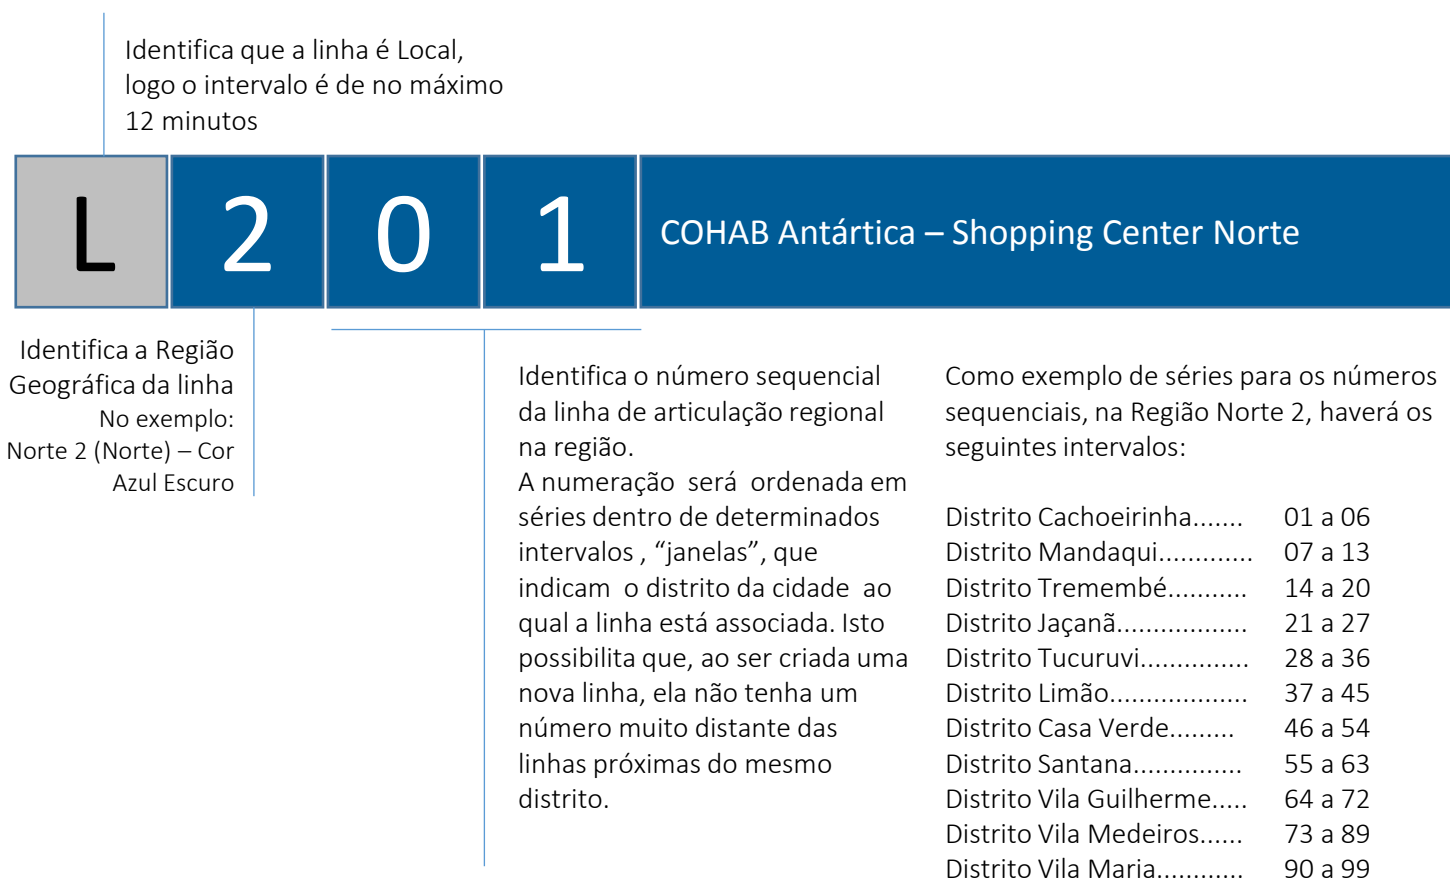 Identifica que a linha é Local,
logo o intervalo é de no máximo
12 minutos
L 2 0 1 COHAB Antártica – Shopping Center Norte
Identifica a Região
Geográfica da linha
No exemplo:
Norte 2 (Norte) – Cor
Azul Escuro
Identifica o número sequencial
da linha de articulação regional
na região.
A numeração será ordenada em
séries dentro de determinados
intervalos , “janelas”, que
indicam o distrito da cidade ao
qual a linha está associada. Isto
possibilita que, ao ser criada uma
nova linha, ela não tenha um
número muito distante das
linhas próximas do mesmo
distrito.
Como exemplo de séries para os números
sequenciais, na Região Norte 2, haverá os
seguintes intervalos:
Distrito Cachoeirinha....... 01 a 06
Distrito Mandaqui............. 07 a 13
Distrito Tremembé........... 14 a 20
Distrito Jaçanã.................. 21 a 27
Distrito Tucuruvi............... 28 a 36
Distrito Limão................... 37 a 45
Distrito Casa Verde......... 46 a 54
Distrito Santana............... 55 a 63
Distrito Vila Guilherme..... 64 a 72
Distrito Vila Medeiros...... 73 a 89
Distrito Vila Maria............ 90 a 99